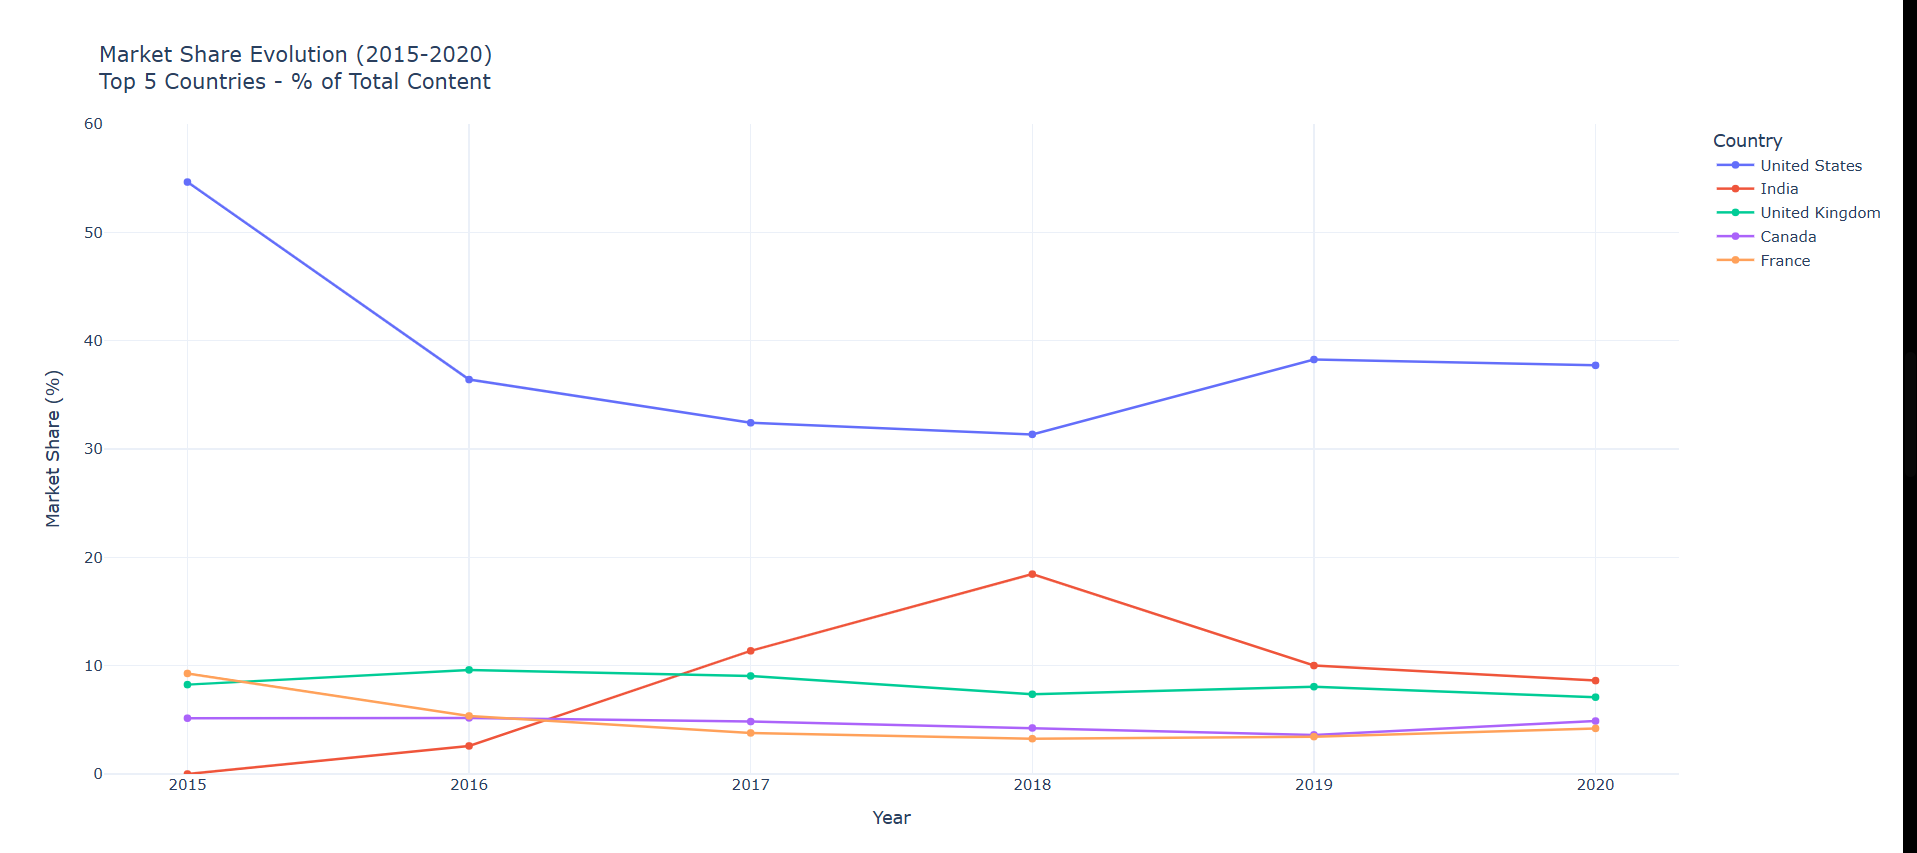 Market Share Evolution (2015-2020)
Top 5 Countries - % of Total Content
60
50
40
30
20
10
0
Market Share (%)
2015
2016
2017
2018
2019
2020
Year
Country
United States
India
United Kingdom
Canada
France